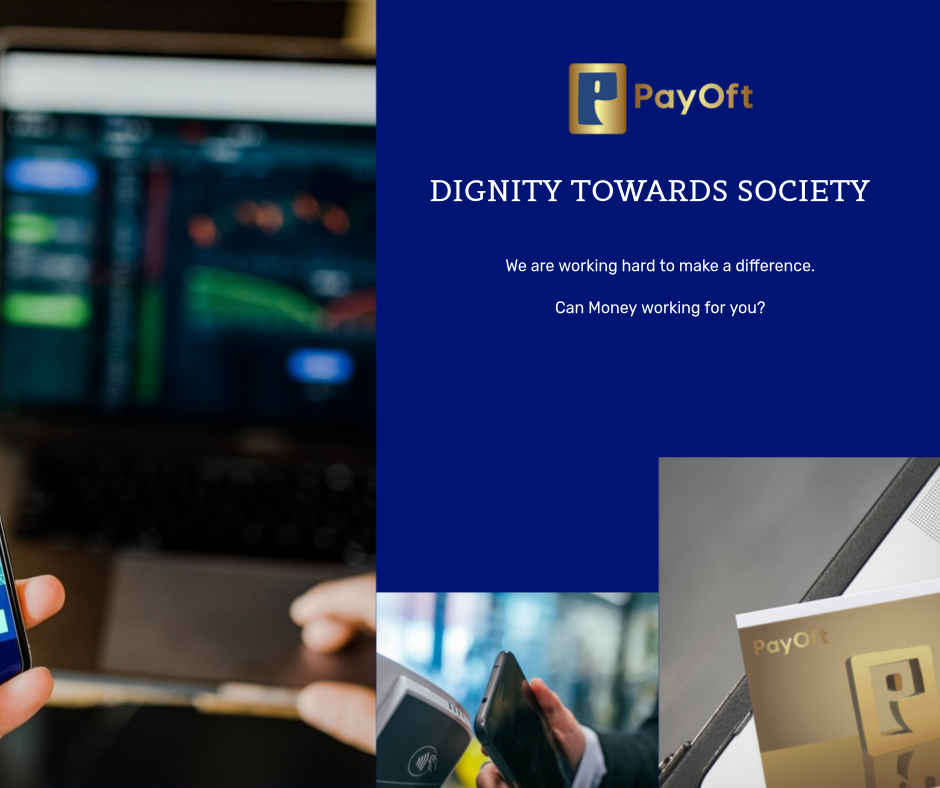 PayOft
DIGNITY TOWARDS SOCIETY
We are working hard to make a difference.
Can Money working for you?
PayOft